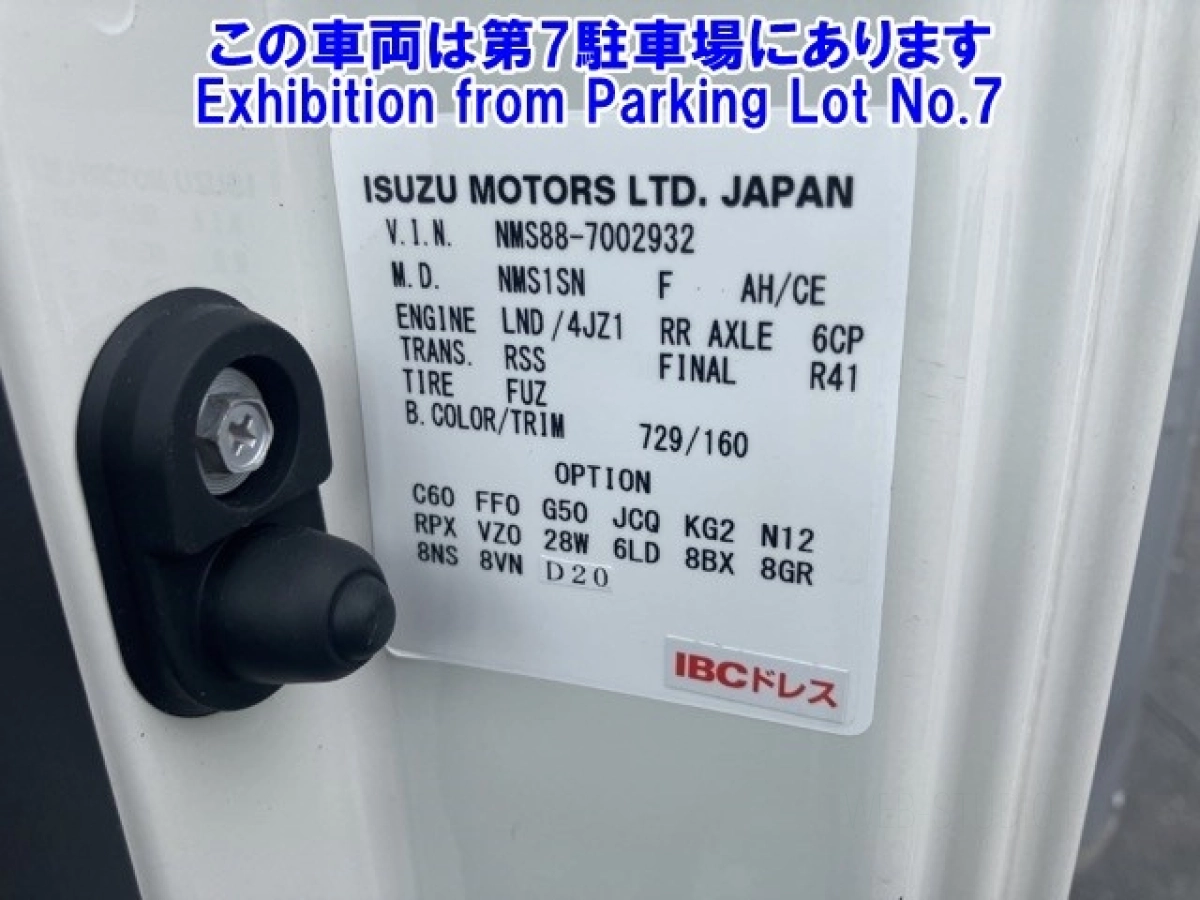 この車両は第7駐車場にあります
Exhibition from Parking Lot No.7
ISUZU MOTORS LTD. JAPAN
V.I.N. NMS88-7002932
M.D. NMS1SN F AH/CE
ENGINE LND/4JZ1 RR AXLE 6CP
TRANS. RSS FINAL R41
TIRE FUZ
B.COLOR/TRIM 729/160
OPTION
C60 FF0 G50 JCQ KG2 N12
RPX VZ0 28W 6LD 8BX 8GR
8NS 8VN D20
IBCドレス